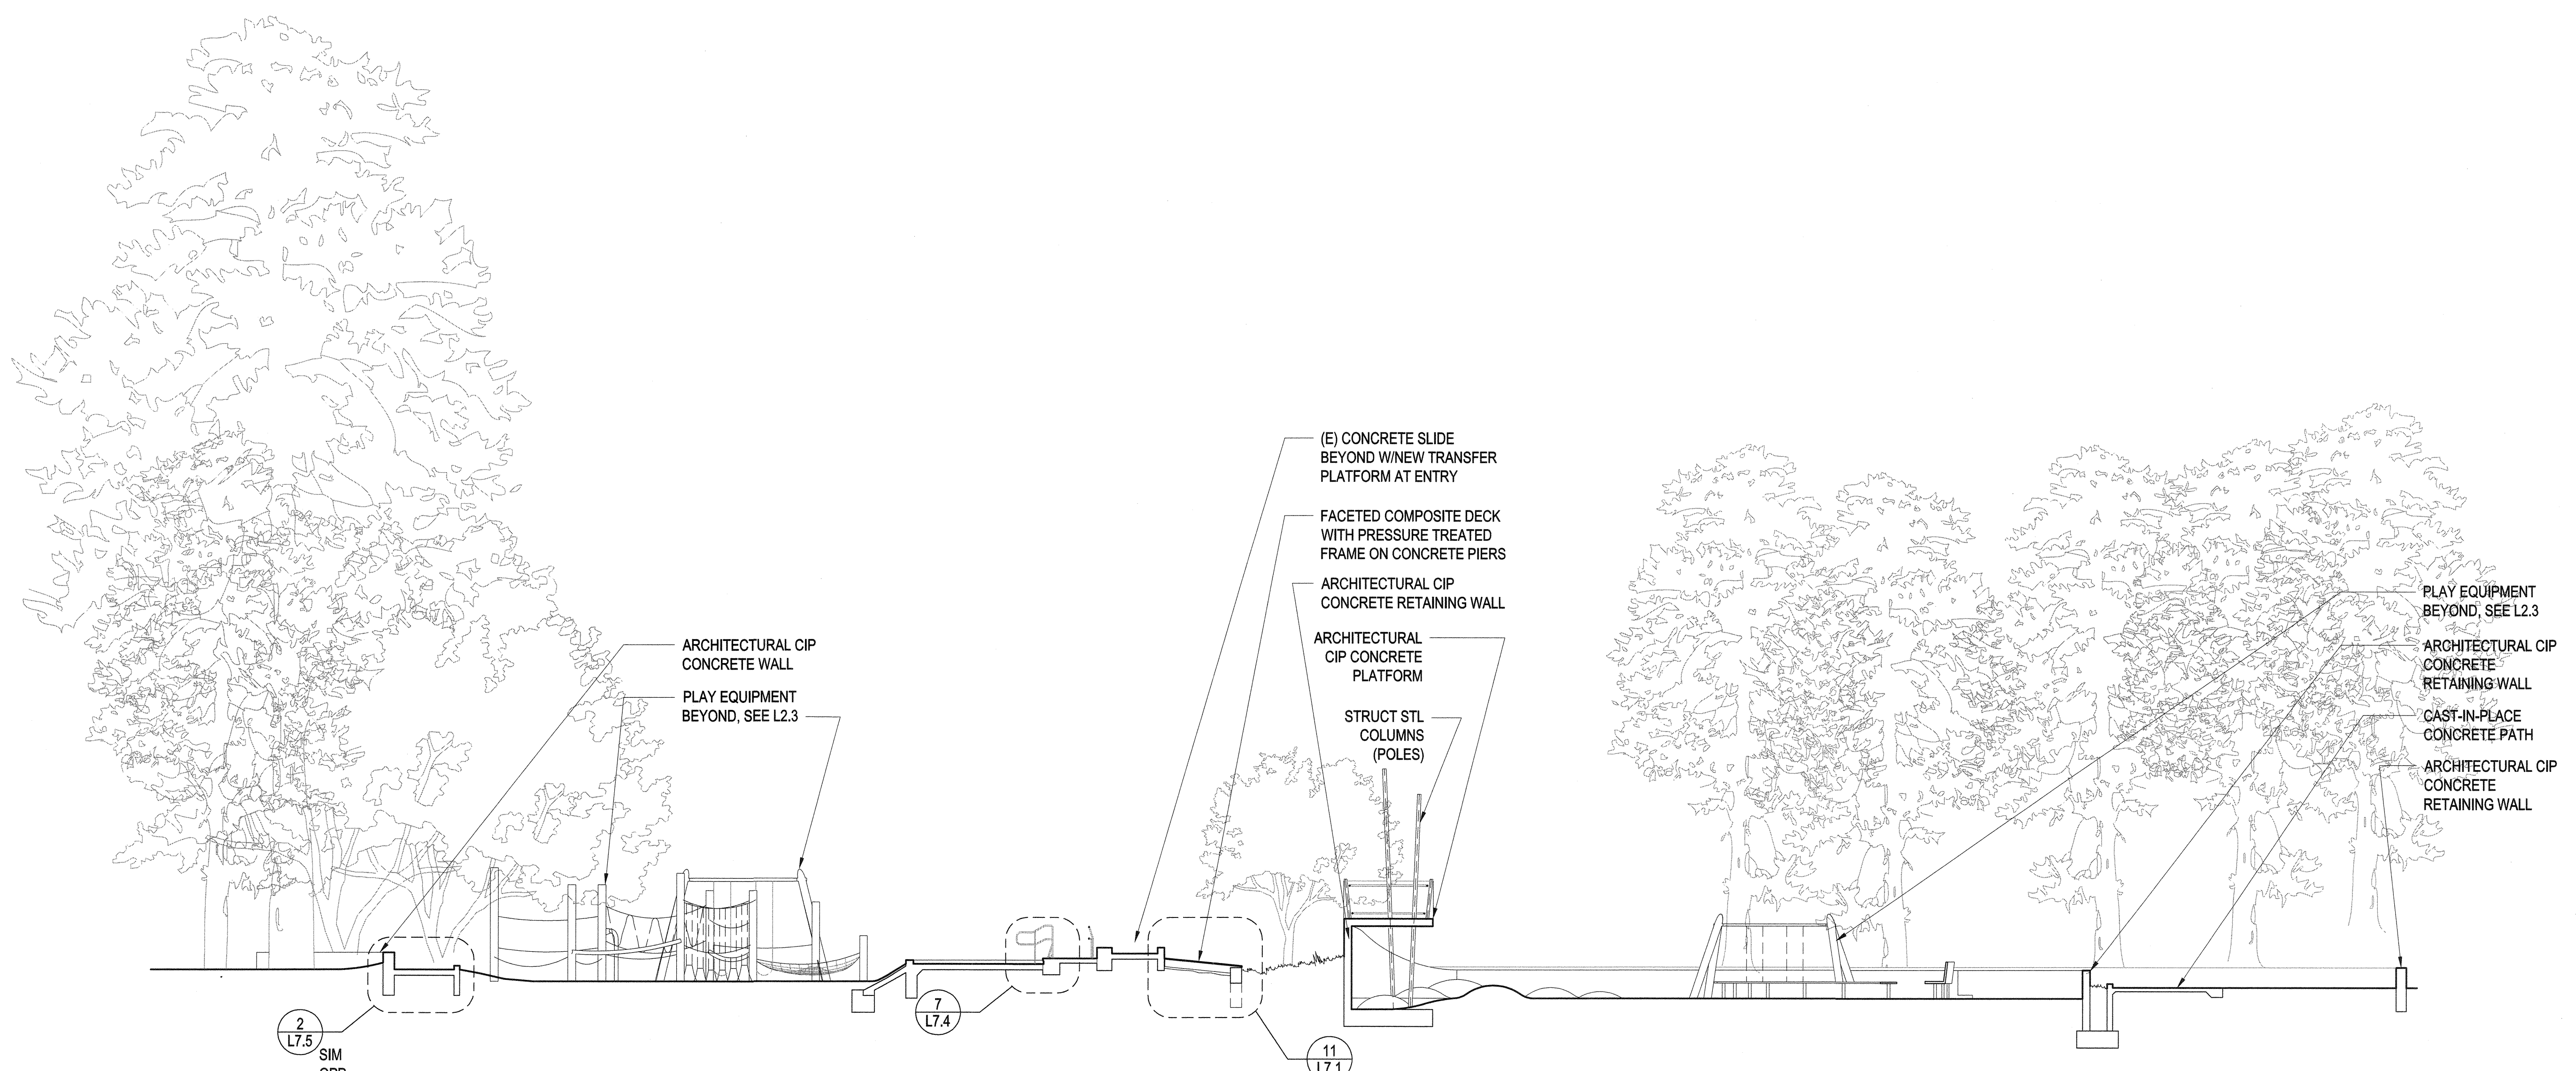 (E) CONCRETE SLIDE
BEYOND W/NEW TRANSFER
PLATFORM AT ENTRY
FACETED COMPOSITE DECK
WITH PRESSURE TREATED
FRAME ON CONCRETE PIERS
ARCHITECTURAL CIP
CONCRETE RETAINING WALL
ARCHITECTURAL
CIP CONCRETE
PLATFORM
STRUCT STL
COLUMNS
(POLES)
ARCHITECTURAL CIP
CONCRETE WALL
PLAY EQUIPMENT
BEYOND, SEE L2.3
PLAY EQUIPMENT
BEYOND, SEE L2.3
ARCHITECTURAL CIP
CONCRETE
RETAINING WALL
CAST-IN-PLACE
CONCRETE PATH
ARCHITECTURAL CIP
CONCRETE
RETAINING WALL
2
L7.5
SIM
7
L7.4
11
L7.1